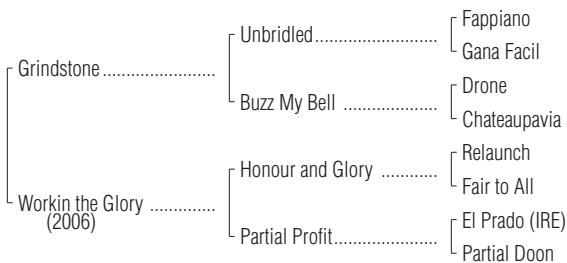 Fappiano
Unbridled
Gana Facil
Grindstone
Drone
Buzz My Bell
Chateaupavia
Relaunch
Honour and Glory
Fair to All
Workin the Glory
(2006)
El Prado (IRE)
Partial Profit
Partial Doon